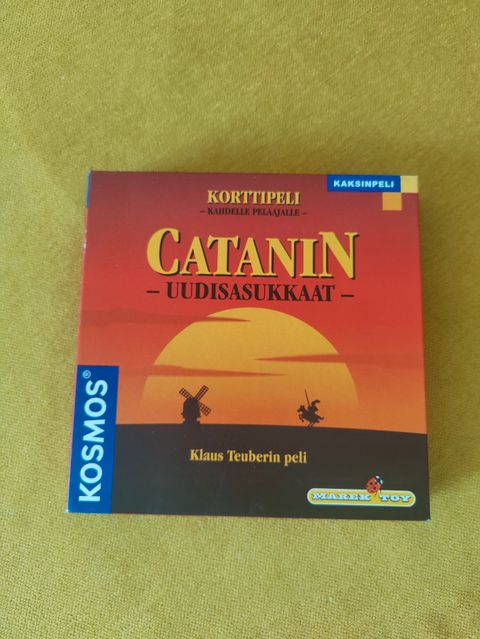 KORTTIPELI
– KAHDELLE PELAAJALLE –
KAKSINPELI
CATANIN
– UUDISASUKKAAT –
KOSMOS®
Klaus Teuberin peli
MAREK TOY